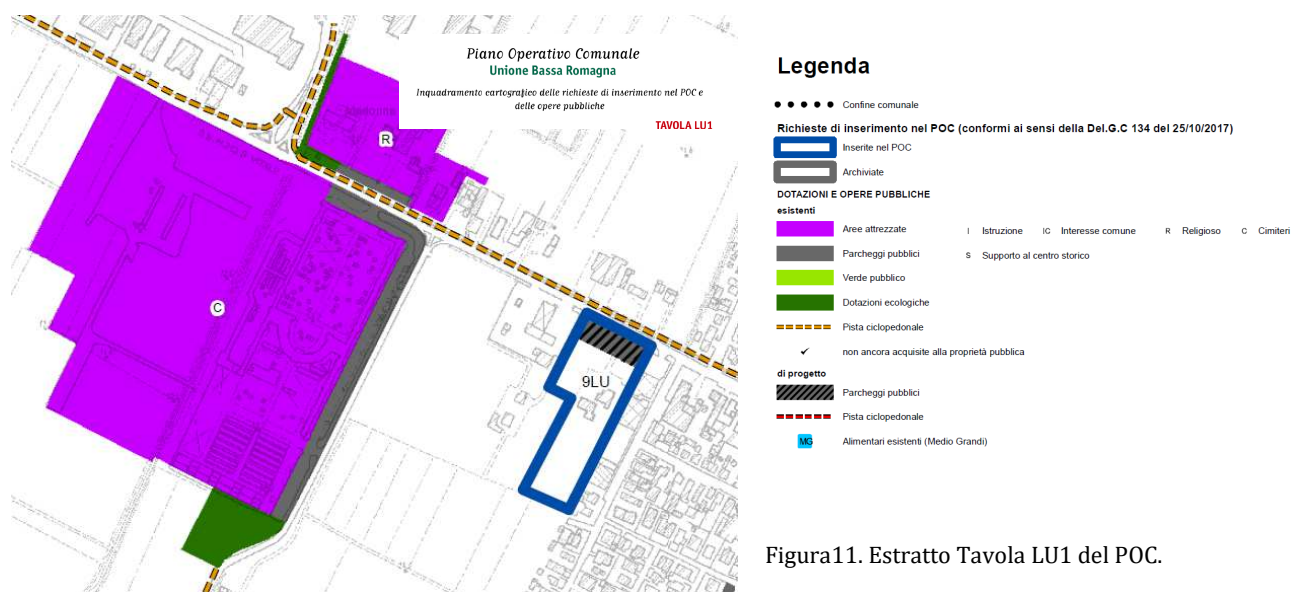 Piano Operativo Comunale
Unione Bassa Romagna
Inquadramento cartografico delle richieste di inserimento nel POC e
delle opere pubbliche
TAVOLA LU1
R
C
9LU
Legenda
Confine comunale
Richieste di inserimento nel POC (conformi ai sensi della Del.G.C 134 del 25/10/2017)
Inserite nel POC
Archiviate
DOTAZIONI E OPERE PUBBLICHE
esistenti
Aree attrezzate I Istruzione IC Interesse comune R Religioso C Cimiteri
Parcheggi pubblici S Supporto al centro storico
Verde pubblico
Dotazioni ecologiche
Pista ciclopedonale
✓ non ancora acquisite alla proprietà pubblica
di progetto
Parcheggi pubblici
Pista ciclopedonale
MG Alimentari esistenti (Medio Grandi)
Figura11. Estratto Tavola LU1 del POC.